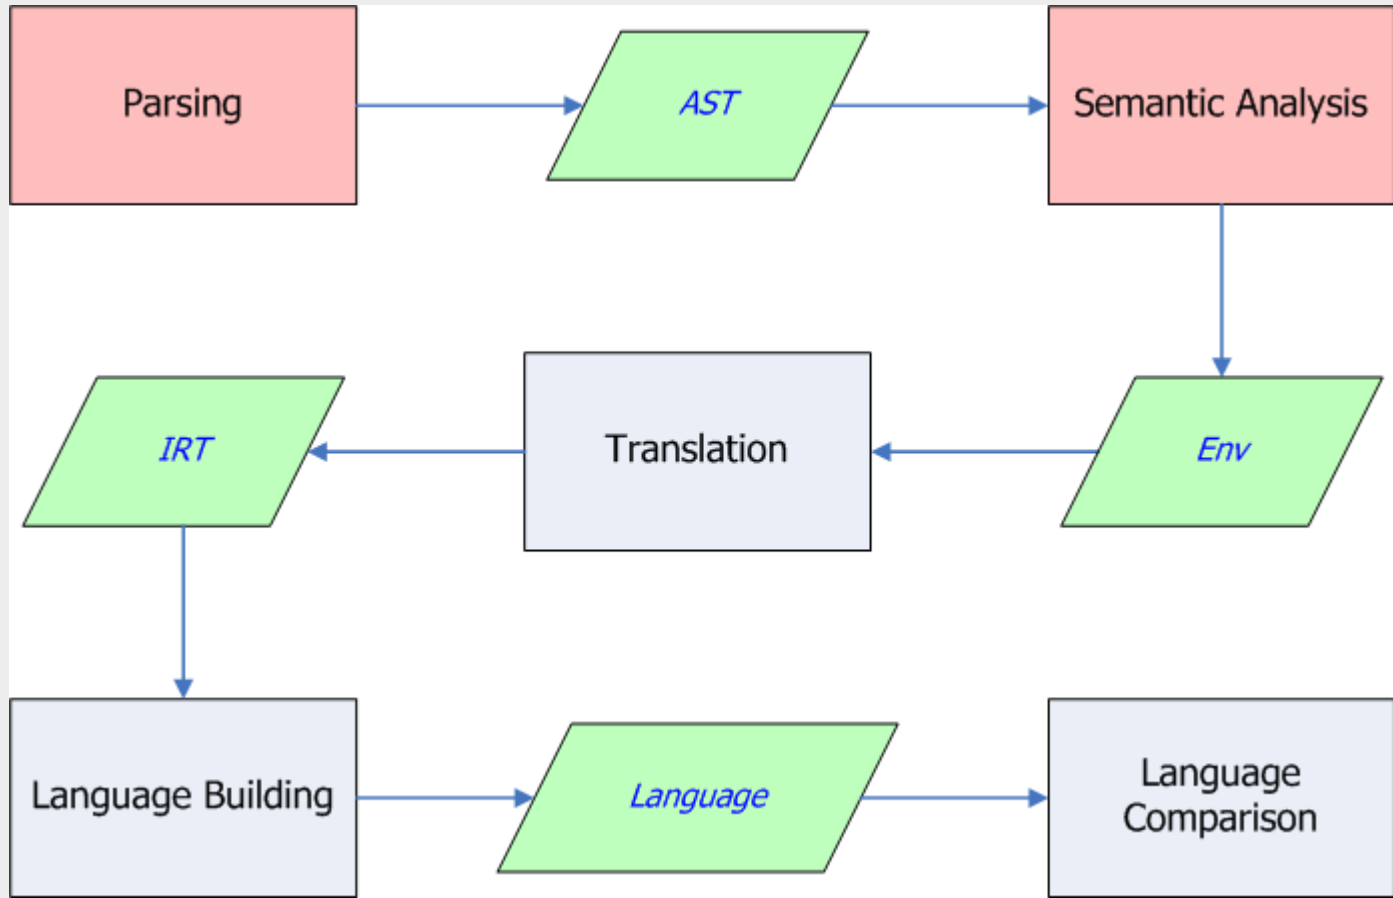 Parsing
AST
Semantic Analysis
IRT
Translation
Env
Language Building
Language
Language
Comparison